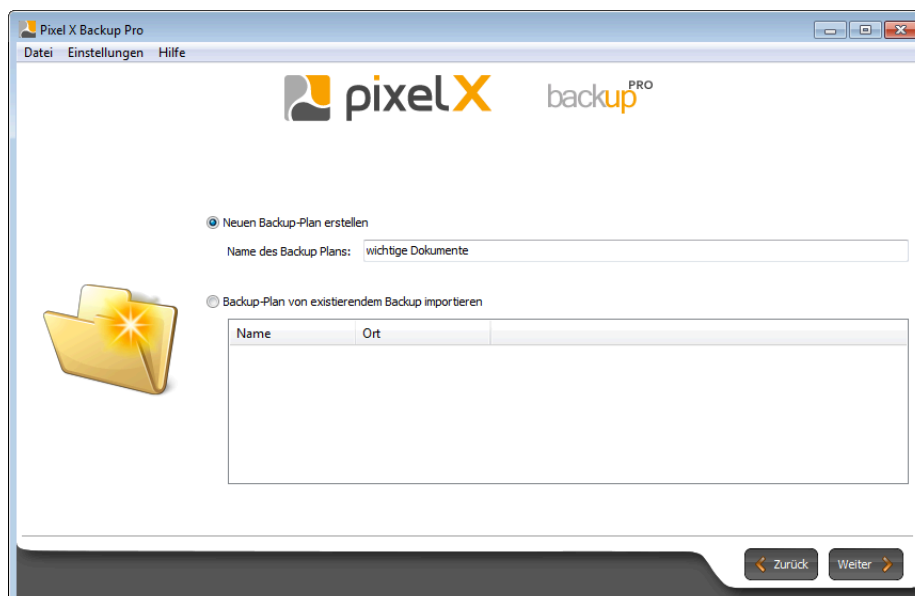 Pixel X Backup Pro
Datei Einstellungen Hilfe
pixelX backup PRO
Neuen Backup-Plan erstellen
Name des Backup Plans: wichtige Dokumente
Backup-Plan von existierendem Backup importieren
Name Ort
Zurück Weiter